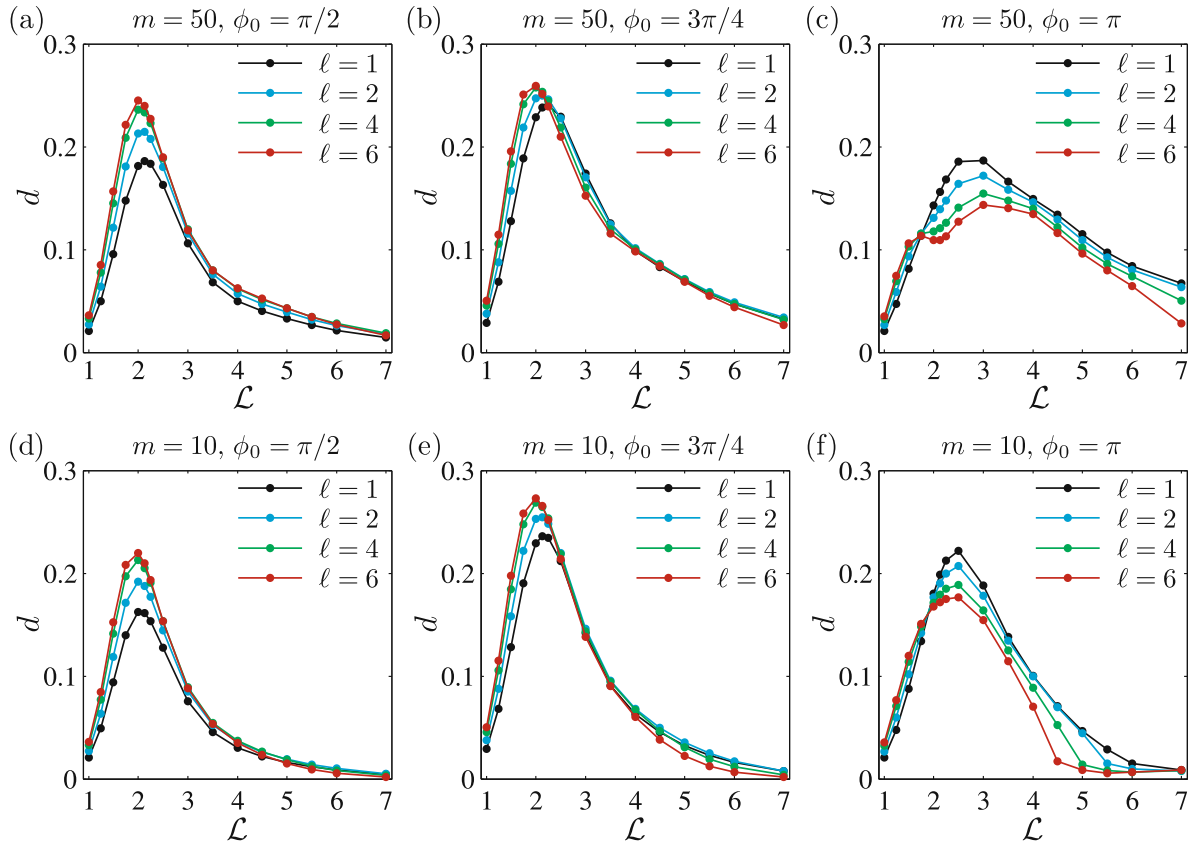 (a) m = 50, ϕ₀ = π/2
0.3
0.2
0.1
0
d
ℓ = 1
ℓ = 2
ℓ = 4
ℓ = 6
1 2 3 4 5 6 7
ℒ
(b) m = 50, ϕ₀ = 3π/4
0.3
0.2
0.1
0
d
ℓ = 1
ℓ = 2
ℓ = 4
ℓ = 6
1 2 3 4 5 6 7
ℒ
(c) m = 50, ϕ₀ = π
0.3
0.2
0.1
0
d
ℓ = 1
ℓ = 2
ℓ = 4
ℓ = 6
1 2 3 4 5 6 7
ℒ
(d) m = 10, ϕ₀ = π/2
0.3
0.2
0.1
0
d
ℓ = 1
ℓ = 2
ℓ = 4
ℓ = 6
1 2 3 4 5 6 7
ℒ
(e) m = 10, ϕ₀ = 3π/4
0.3
0.2
0.1
0
d
ℓ = 1
ℓ = 2
ℓ = 4
ℓ = 6
1 2 3 4 5 6 7
ℒ
(f) m = 10, ϕ₀ = π
0.3
0.2
0.1
0
d
ℓ = 1
ℓ = 2
ℓ = 4
ℓ = 6
1 2 3 4 5 6 7
ℒ